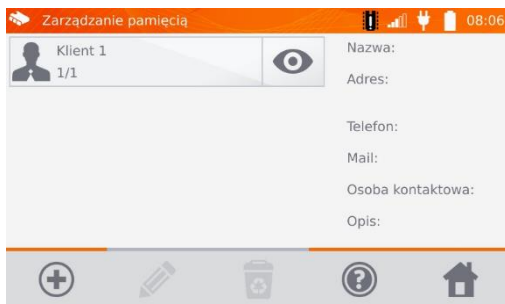 Zarządzanie pamięcią
08:06
Klient 1
1/1
Nazwa:
Adres:
Telefon:
Mail:
Osoba kontaktowa:
Opis: